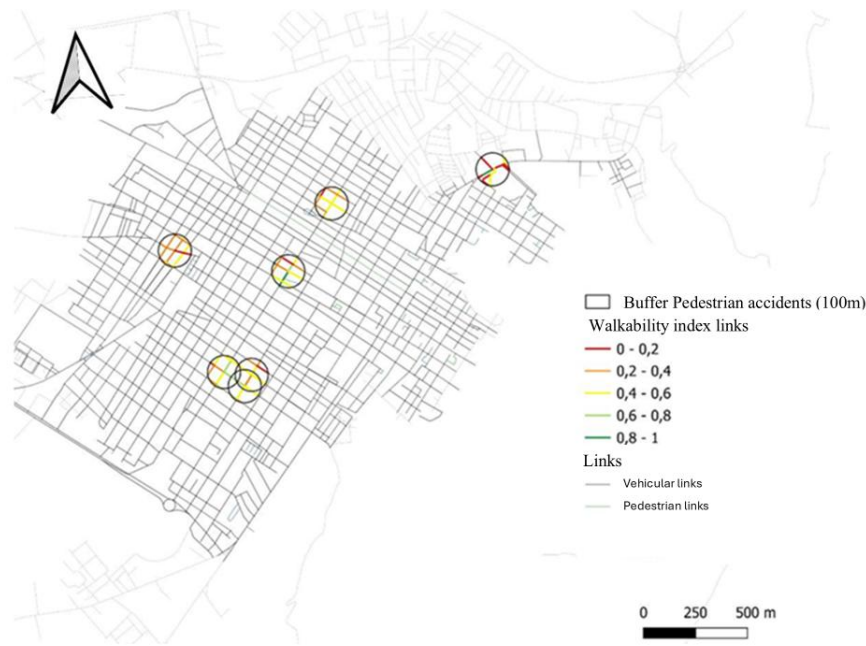 Buffer Pedestrian accidents (100m)
Walkability index links
0 - 0,2
0,2 - 0,4
0,4 - 0,6
0,6 - 0,8
0,8 - 1
Links
Vehicular links
Pedestrian links
0 250 500 m